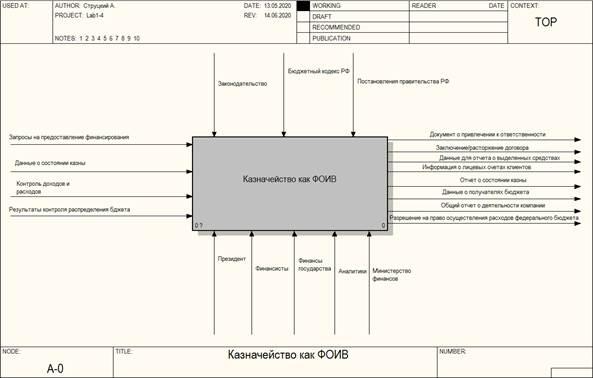 USED AT:
AUTHOR: Струцкий А.
DATE: 13.05.2020
WORKING
READER
DATE
CONTEXT:
PROJECT: Lab1-4
REV: 14.06.2020
DRAFT
RECOMMENDED
NOTES: 1 2 3 4 5 6 7 8 9 10
PUBLICATION
TOP
Законодательство
Бюджетный кодекс РФ
Постановления правительства РФ
Запросы на предоставление финансирования
Данные о состоянии казны
Контроль доходов и
расходов
Результаты контроля распределения бджета
Казначейство как ФОИВ
0 ?
0
Документ о привлечении к ответственности
Заключение/расторжение договора
Данные для отчета о выделенных средствах
Информация о лицевых счетах клиентов
Отчет о состоянии казны
Данные о получателях бюджета
Общий отчет о деятельности компании
Разрешение на право осуществления расходов федерального бюджета
Президент
Финансисты
Финансы
государства
Аналитики
Министерство
финансов
NODE:
TITLE:
NUMBER:
A-0
Казначейство как ФОИВ